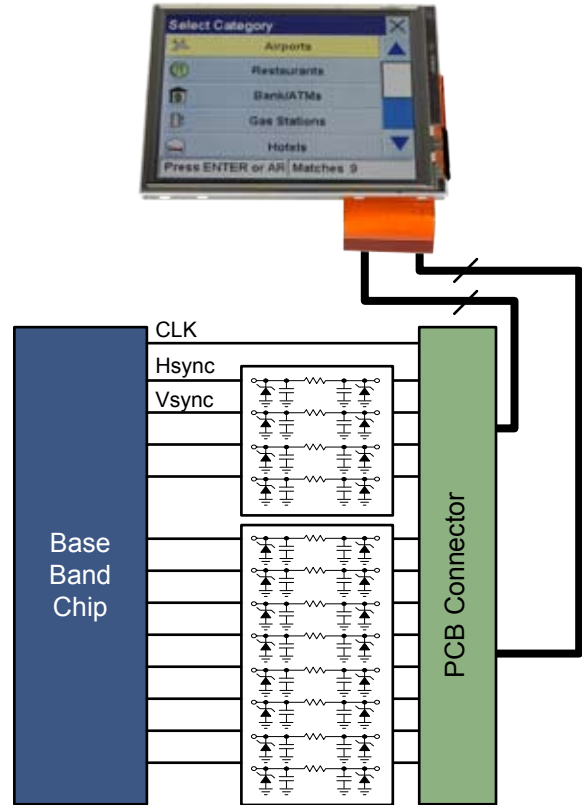 Select Category
Airports
Restaurants
Bank/ATMs
Gas Stations
Hotels
Press ENTER or AR Matches 9
CLK
Hsync
Vsync
Base
Band
Chip
PCB Connector